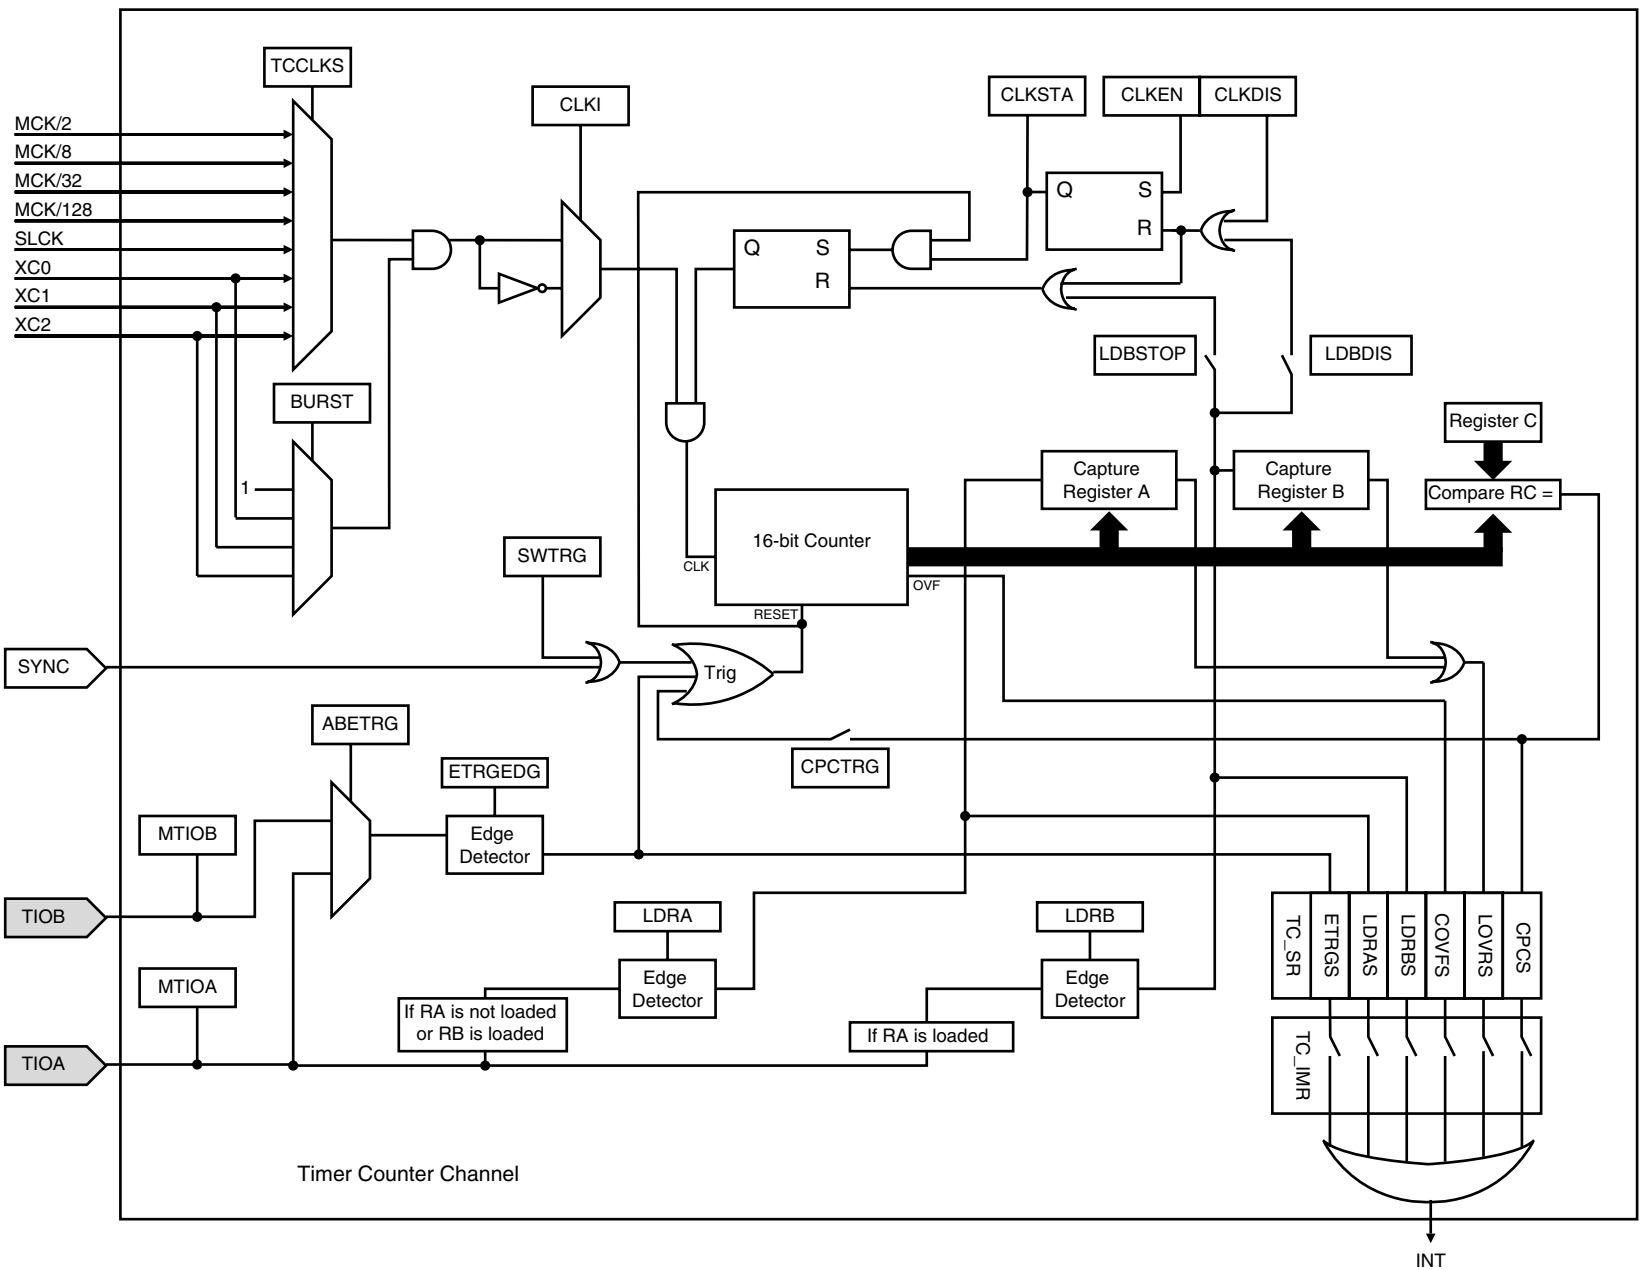 TCCLKS
CLKI
CLKSTA
CLKEN
CLKDIS
MCK/2
MCK/8
MCK/32
MCK/128
SLCK
XC0
XC1
XC2
Q
S
R
Q
S
R
BURST
1
LDBSTOP
LDBDIS
Register C
Capture
Register A
Capture
Register B
Compare RC =
16-bit Counter
CLK
OVF
RESET
SWTRG
SYNC
Trig
ABETRG
CPCTRG
ETRGEDG
MTIOB
Edge
Detector
TIOB
LDRA
LDRB
MTIOA
Edge
Detector
Edge
Detector
If RA is not loaded
or RB is loaded
If RA is loaded
TIOA
TC_SR
ETRGS
LDRAS
LDRBS
COVFS
LOVRS
CPCS
TC_IMR
Timer Counter Channel
INT